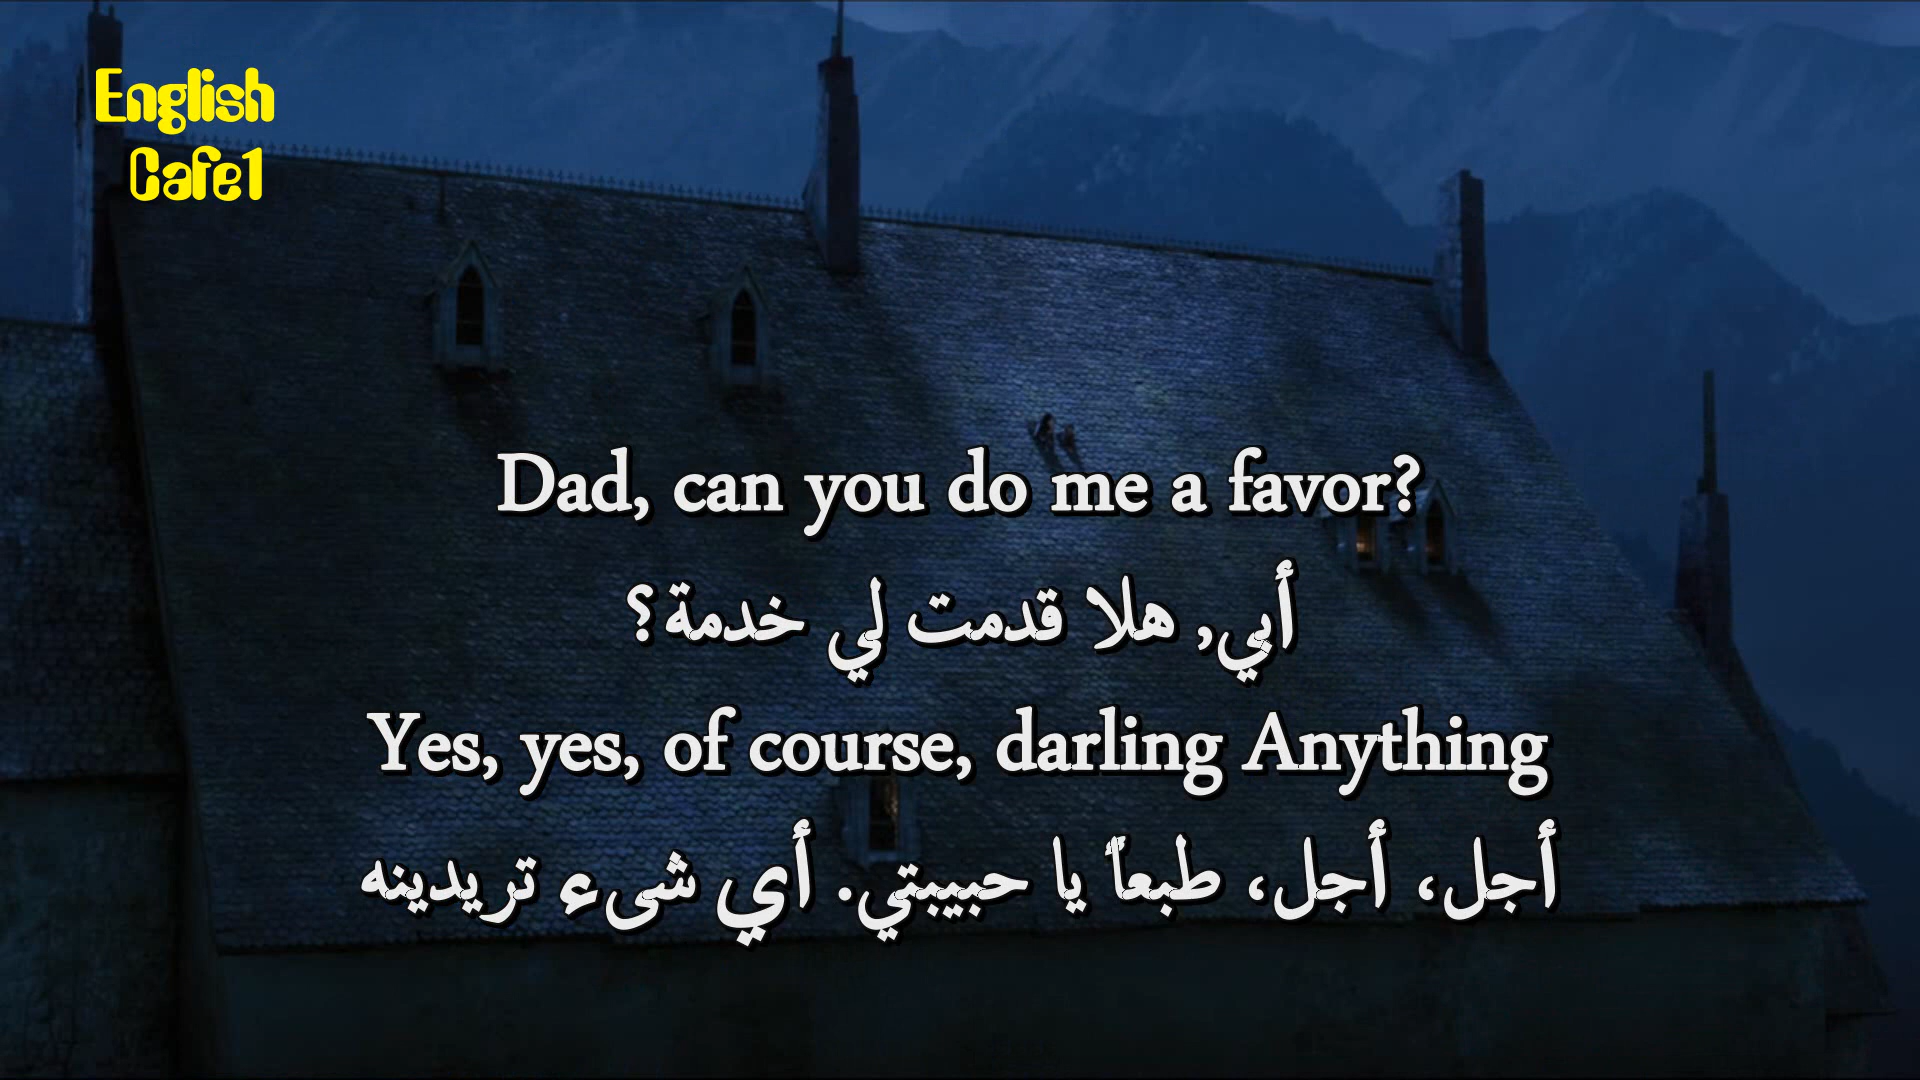 English
Cafe1
Dad, can you do me a favor?
أبي, هلا قدمت لي خدمة؟
Yes, yes, of course, darling Anything
أجل، أجل، طبعاً يا حبيبتي. أي شىء تريدينه